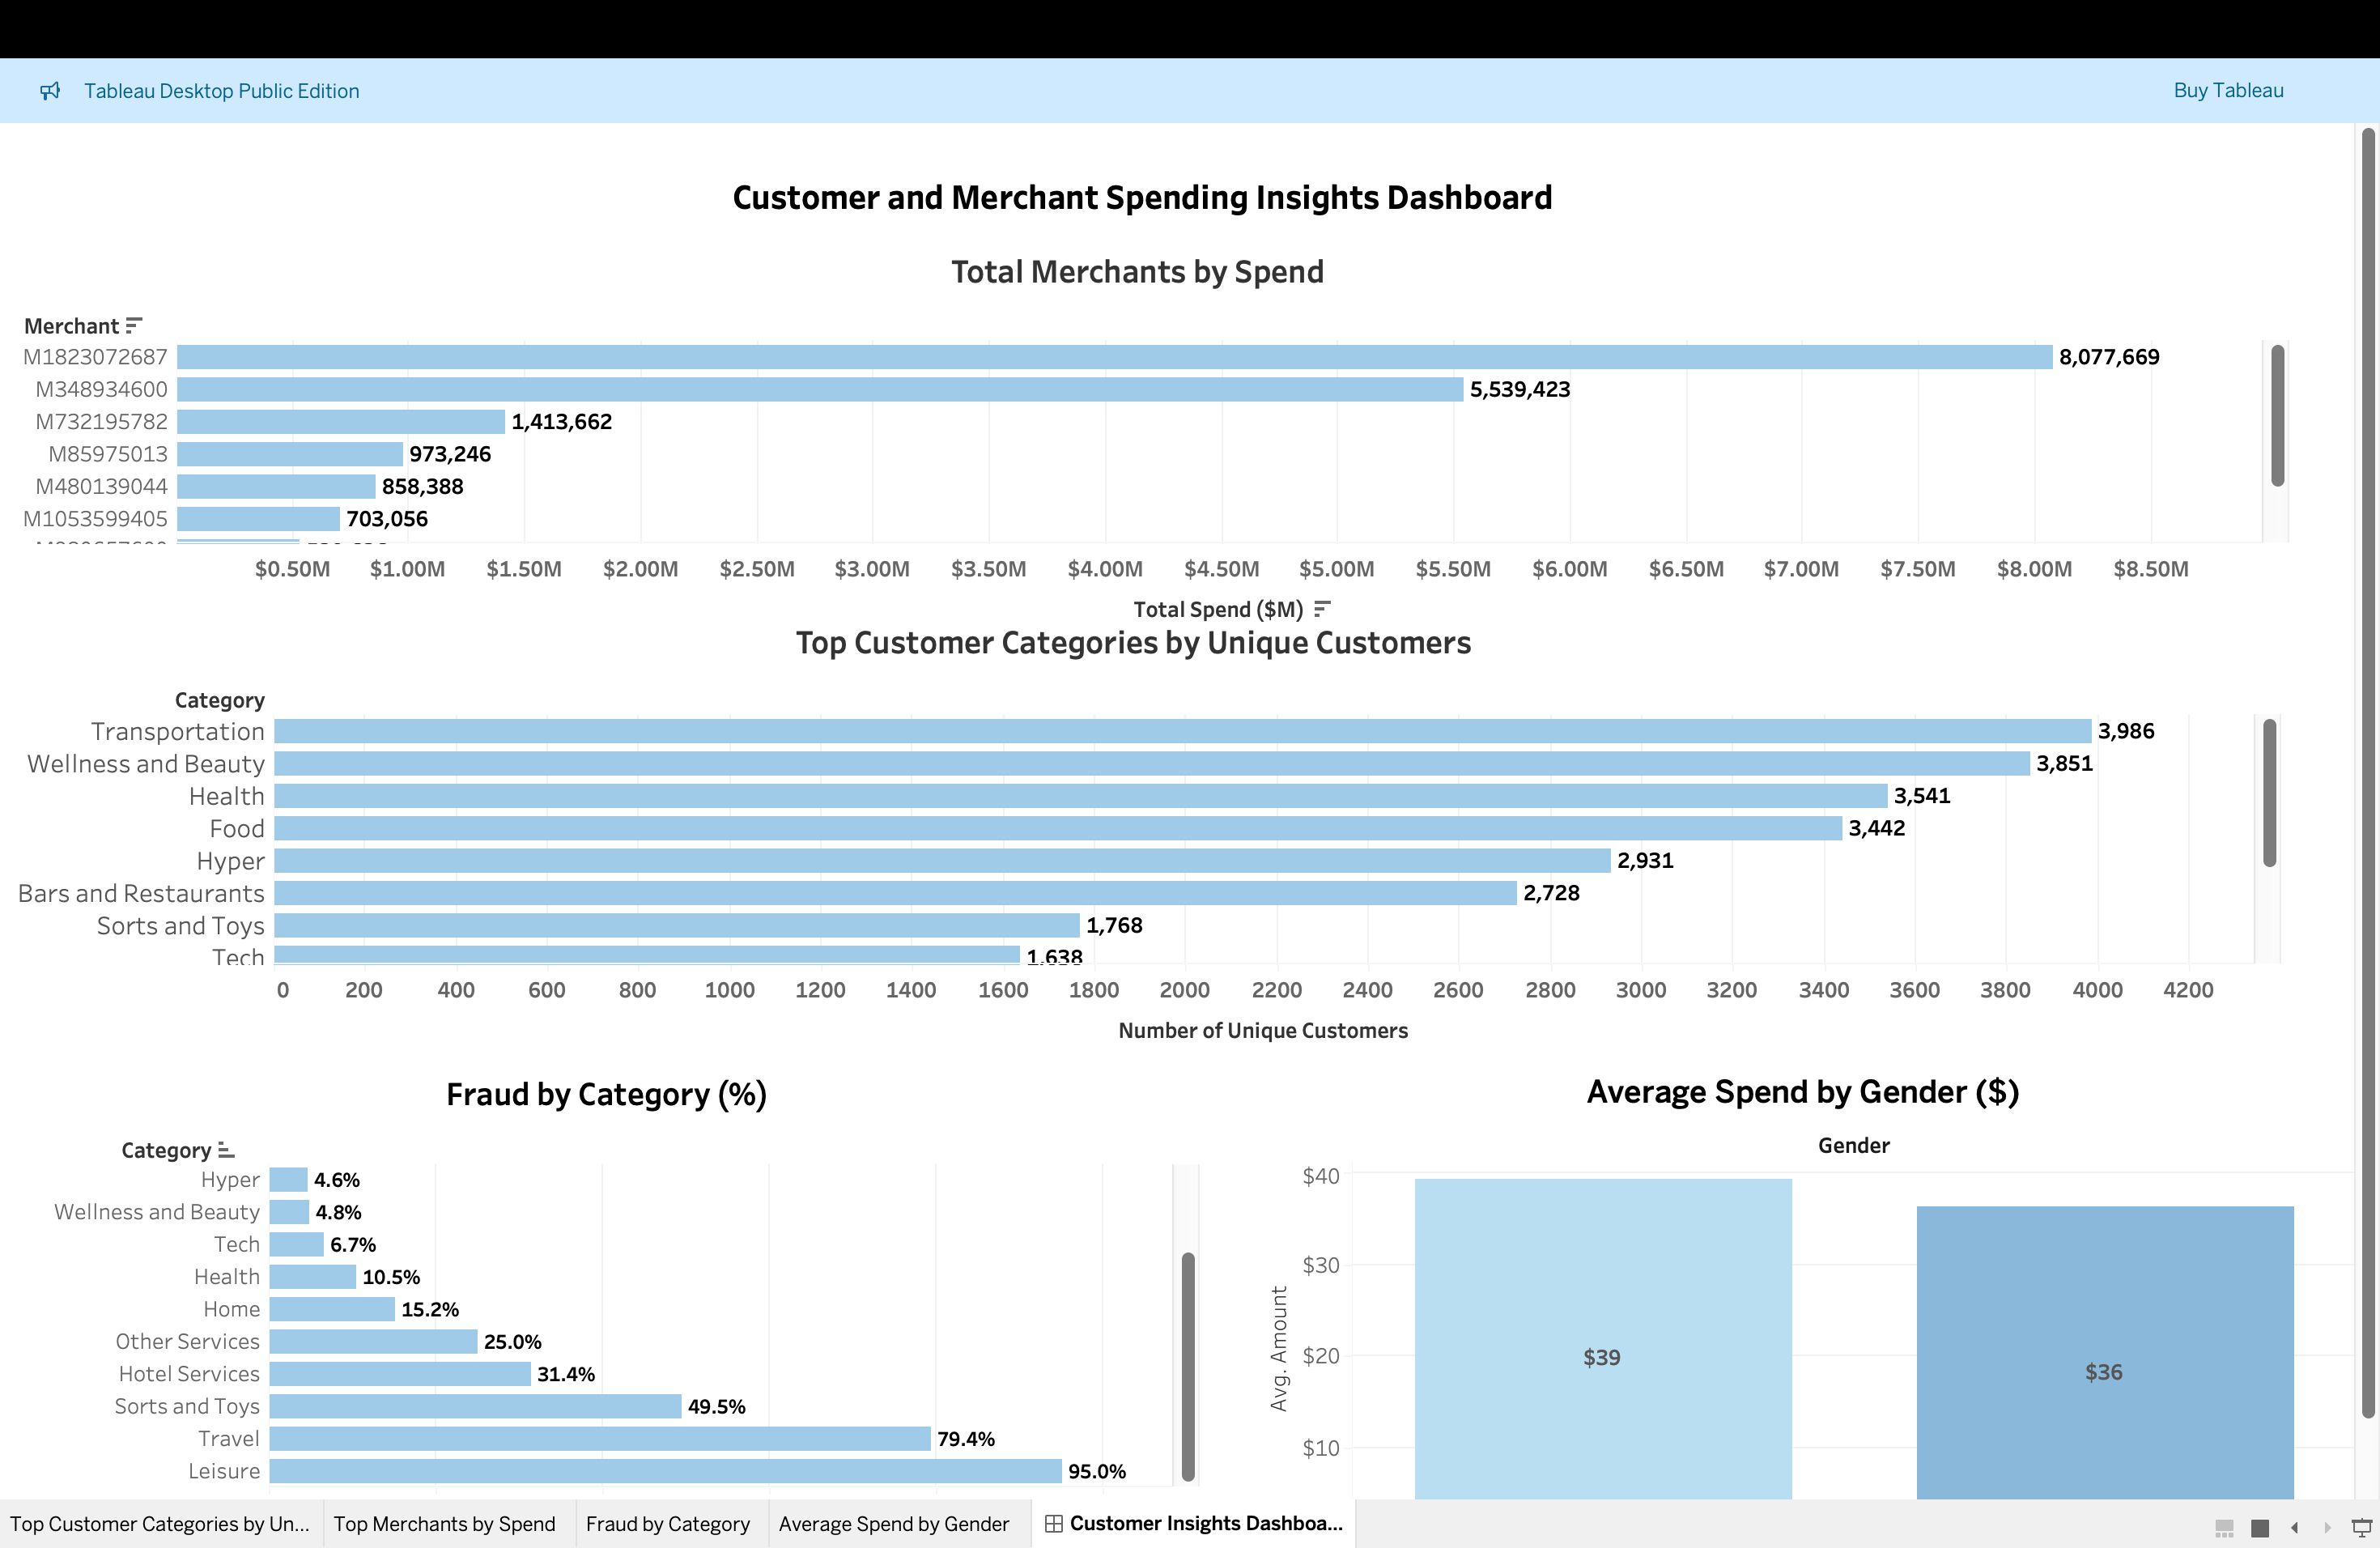 Tableau Desktop Public Edition
Buy Tableau
Customer and Merchant Spending Insights Dashboard
Total Merchants by Spend
Merchant
M1823072687 8,077,669
M348934600 5,539,423
M732195782 1,413,662
M85975013 973,246
M480139044 858,388
M1053599405 703,056
$0.50M $1.00M $1.50M $2.00M $2.50M $3.00M $3.50M $4.00M $4.50M $5.00M $5.50M $6.00M $6.50M $7.00M $7.50M $8.00M $8.50M
Total Spend ($M)
Top Customer Categories by Unique Customers
Category
Transportation 3,986
Wellness and Beauty 3,851
Health 3,541
Food 3,442
Hyper 2,931
Bars and Restaurants 2,728
Sorts and Toys 1,768
Tech 1,638
0 200 400 600 800 1000 1200 1400 1600 1800 2000 2200 2400 2600 2800 3000 3200 3400 3600 3800 4000 4200
Number of Unique Customers
Fraud by Category (%)
Category
Hyper 4.6%
Wellness and Beauty 4.8%
Tech 6.7%
Health 10.5%
Home 15.2%
Other Services 25.0%
Hotel Services 31.4%
Sorts and Toys 49.5%
Travel 79.4%
Leisure 95.0%
Average Spend by Gender ($)
Gender
$40
$30
$20
$10
Avg. Amount
$39
$36
Top Customer Categories by Un...
Top Merchants by Spend
Fraud by Category
Average Spend by Gender
Customer Insights Dashboa...